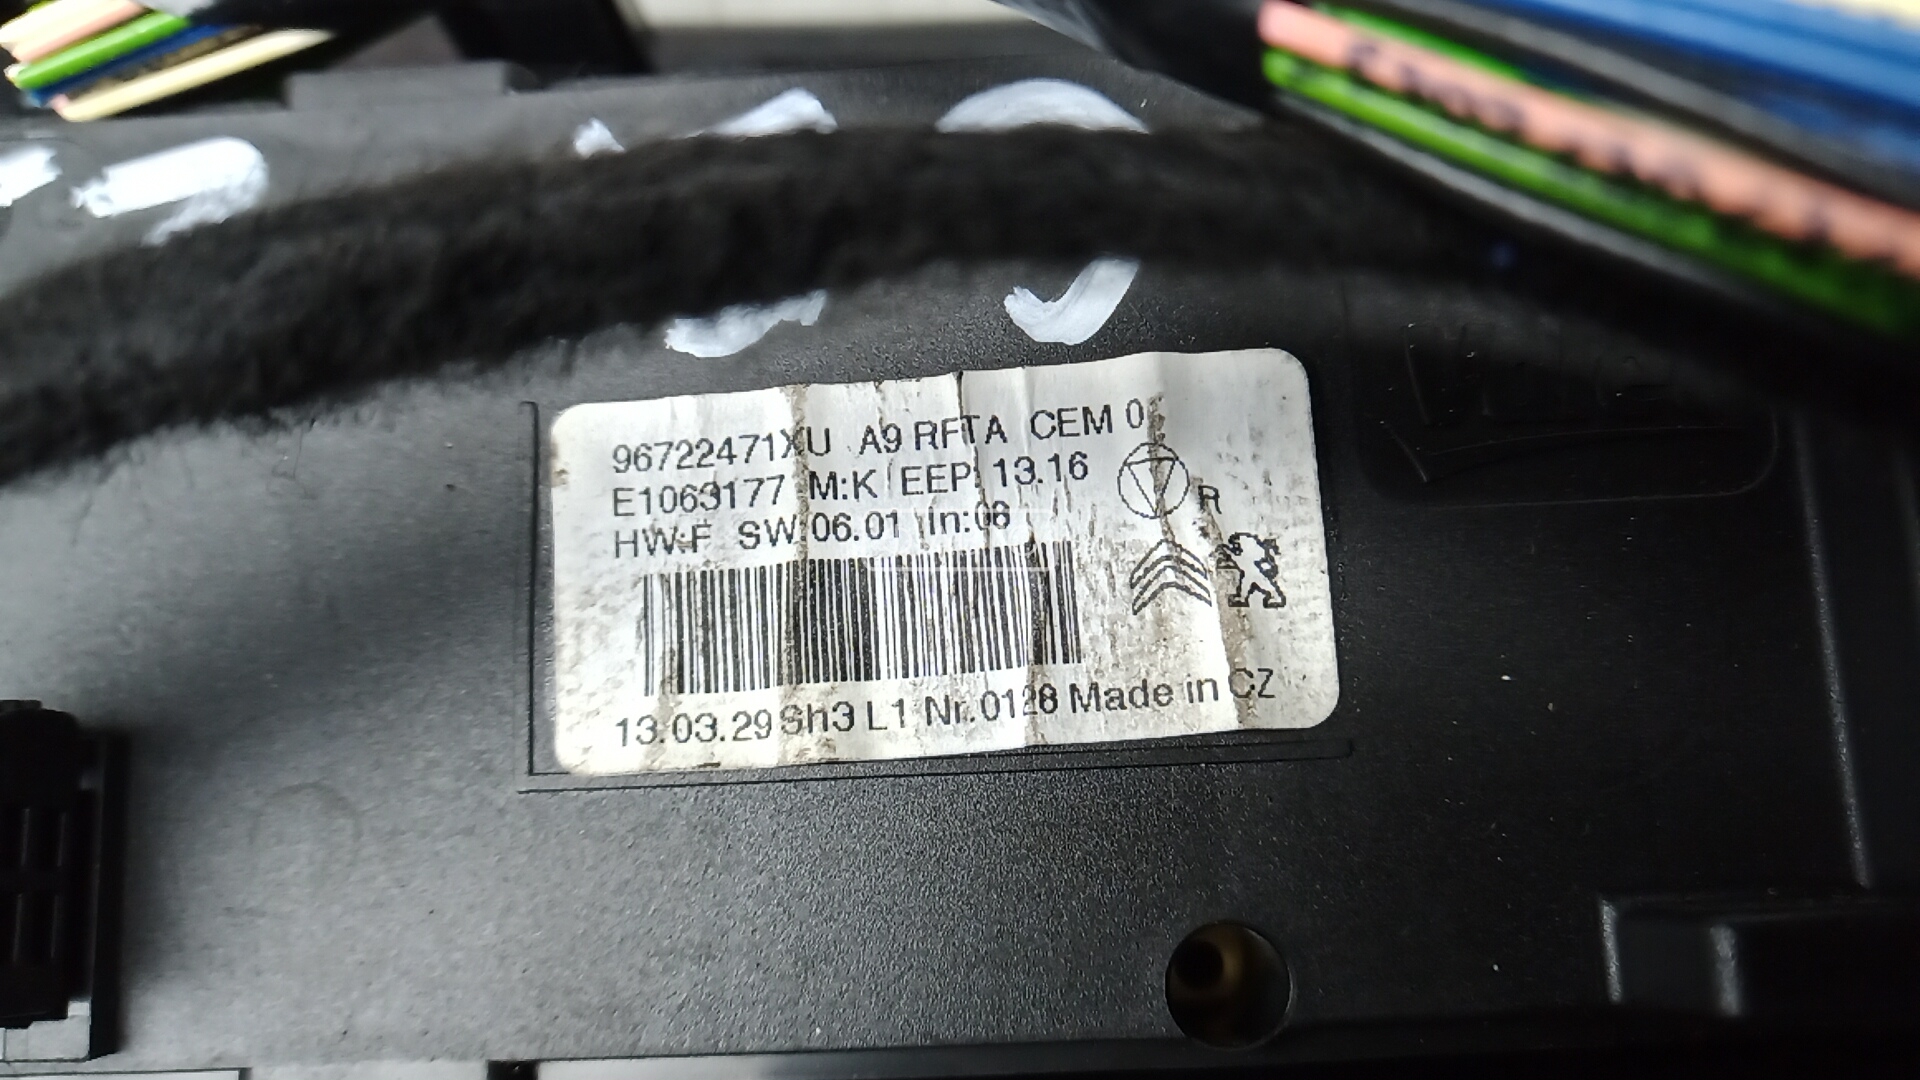 96722471XU A9 RFTA CEM 0
E1063177 M:K EEP: 13.16
R
HW:F SW:06.01 In:06
13.03.29 Sh3 L1 Nr.0128 Made in CZ